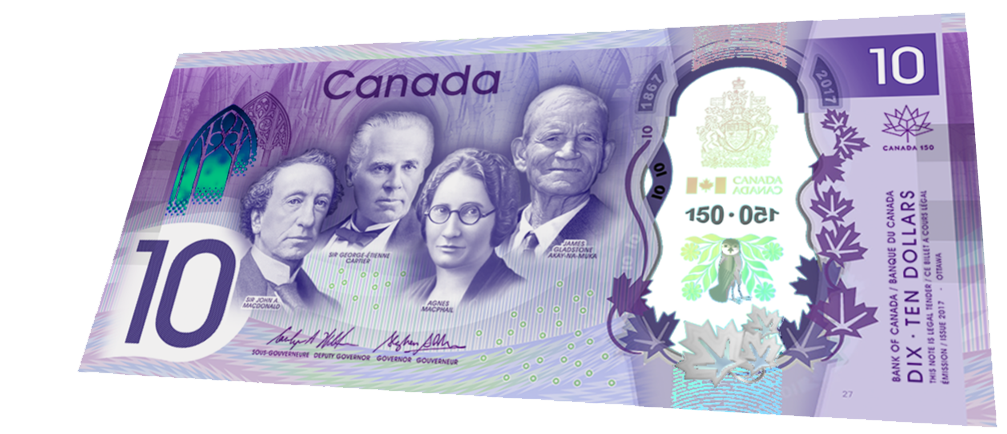 Canada
10
SIR JOHN A.
MACDONALD
SIR GEORGE-ÉTIENNE
CARTIER
AGNES
MACPHAIL
JAMES
GLADSTONE
AKAY-NA-MUKA
SOUS-GOUVERNEURE DEPUTY GOVERNOR GOVERNOR GOUVERNEUR
1867
2017
10
10 10
CANADA
CANADA
150 · 150
10
CANADA 150
BANK OF CANADA / BANQUE DU CANADA
DIX · TEN DOLLARS
THIS NOTE IS LEGAL TENDER / CE BILLET A COURS LÉGAL
ÉMISSION / ISSUE 2017 · OTTAWA
27